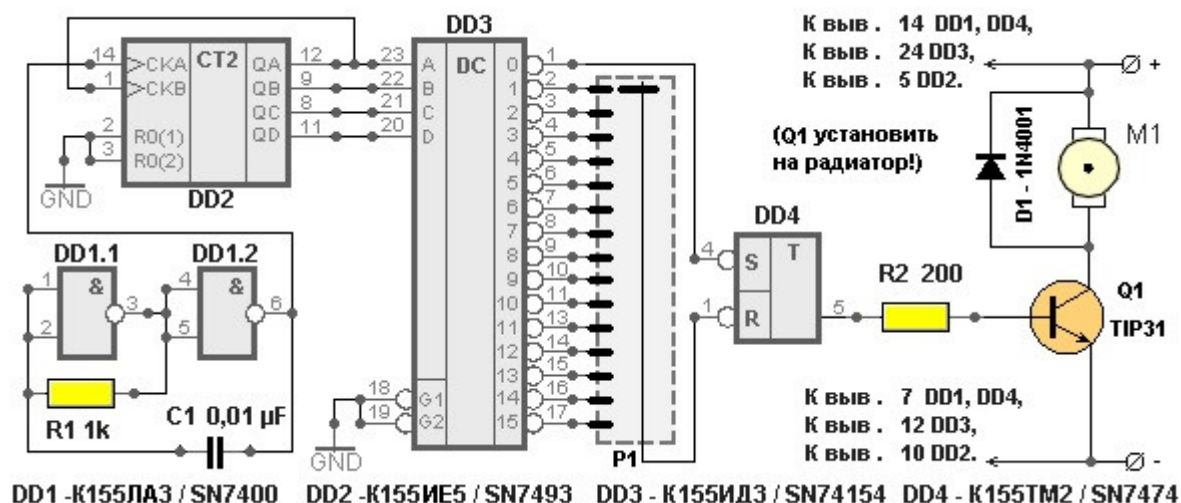 DD3
К выв . 14 DD1, DD4,
К выв . 24 DD3,
К выв . 5 DD2.
+
14 >CKA CT2 QA 12 23 A DC 0 1
1 >CKB QB 9 22 B 1 2
QC 8 21 C 2 3
2 R0(1) QD 11 20 D 3 4
3 R0(2) 4 5
GND
DD2
5 6
6 7
7 8
8 9
9 10
10 11
11 13
12 14
13 15
18 G1 14 16
19 G2 15 17
GND
P1
(Q1 установить
на радиатор!)
D1 - 1N4001
M1
DD4
4 S T
1 R 5
R2 200
Q1
TIP31
DD1.1 DD1.2
1 & 3 4 & 6
2 5
R1 1k
C1 0,01 µF
К выв . 7 DD1, DD4,
К выв . 12 DD3,
К выв . 10 DD2.
-
DD1 -К155ЛА3 / SN7400 DD2 -К155ИЕ5 / SN7493 DD3 - К155ИД3 / SN74154 DD4 - К155ТМ2 / SN7474